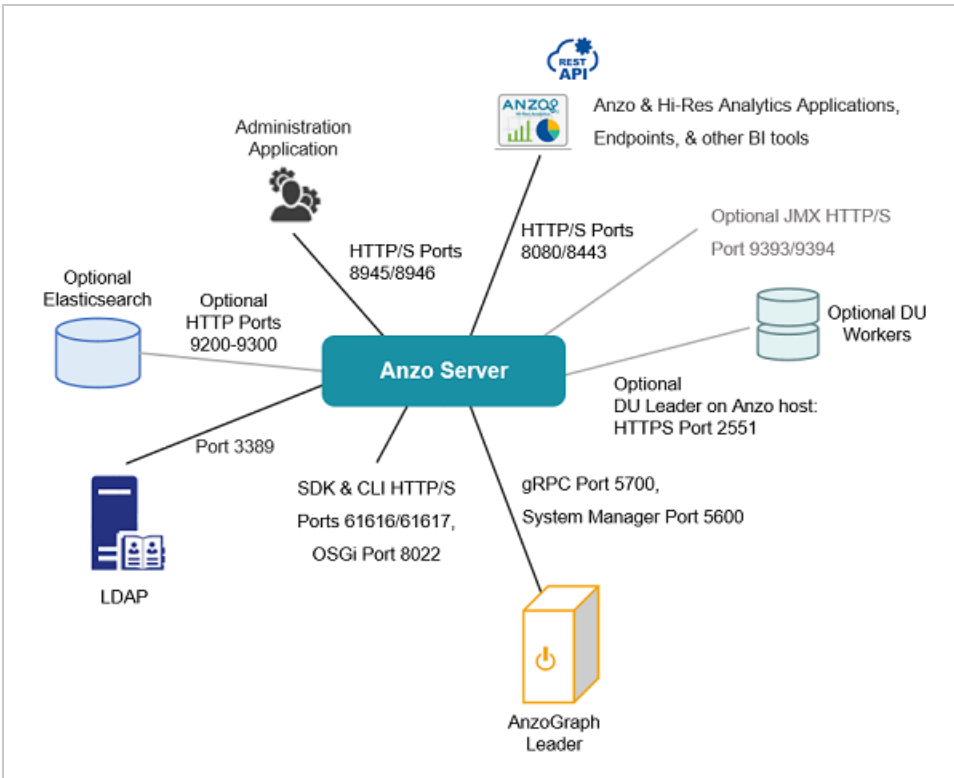 REST
API
ANZO
Hi-Res Analytics
Anzo & Hi-Res Analytics Applications,
Endpoints, & other BI tools
Administration
Application
HTTP/S Ports
8945/8946
HTTP/S Ports
8080/8443
Optional JMX HTTP/S
Port 9393/9394
Optional
Elasticsearch
Optional
HTTP Ports
9200-9300
Optional DU
Workers
Anzo Server
Optional
DU Leader on Anzo host:
HTTPS Port 2551
Port 3389
SDK & CLI HTTP/S
Ports 61616/61617,
OSGi Port 8022
gRPC Port 5700,
System Manager Port 5600
LDAP
AnzoGraph
Leader